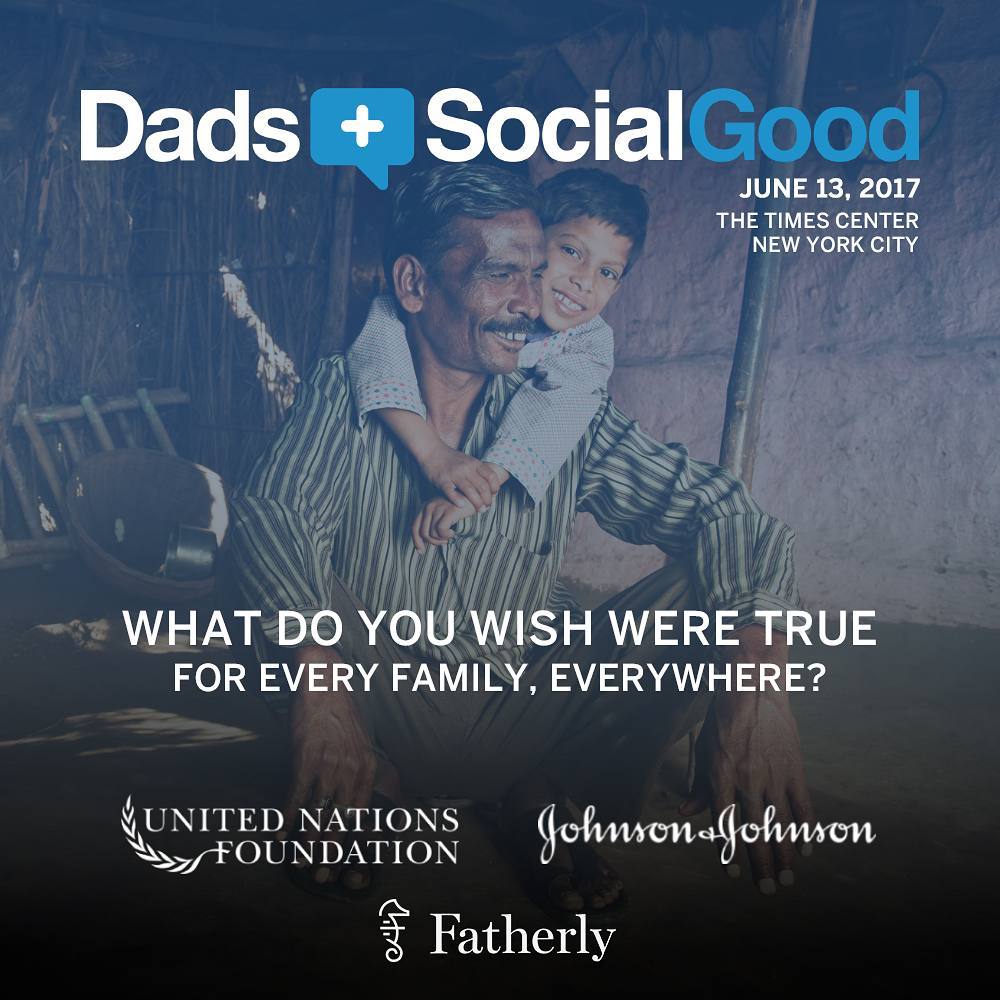 Dads + SocialGood
JUNE 13, 2017
THE TIMES CENTER
NEW YORK CITY
WHAT DO YOU WISH WERE TRUE
FOR EVERY FAMILY, EVERYWHERE?
UNITED NATIONS
FOUNDATION
Johnson & Johnson
Fatherly